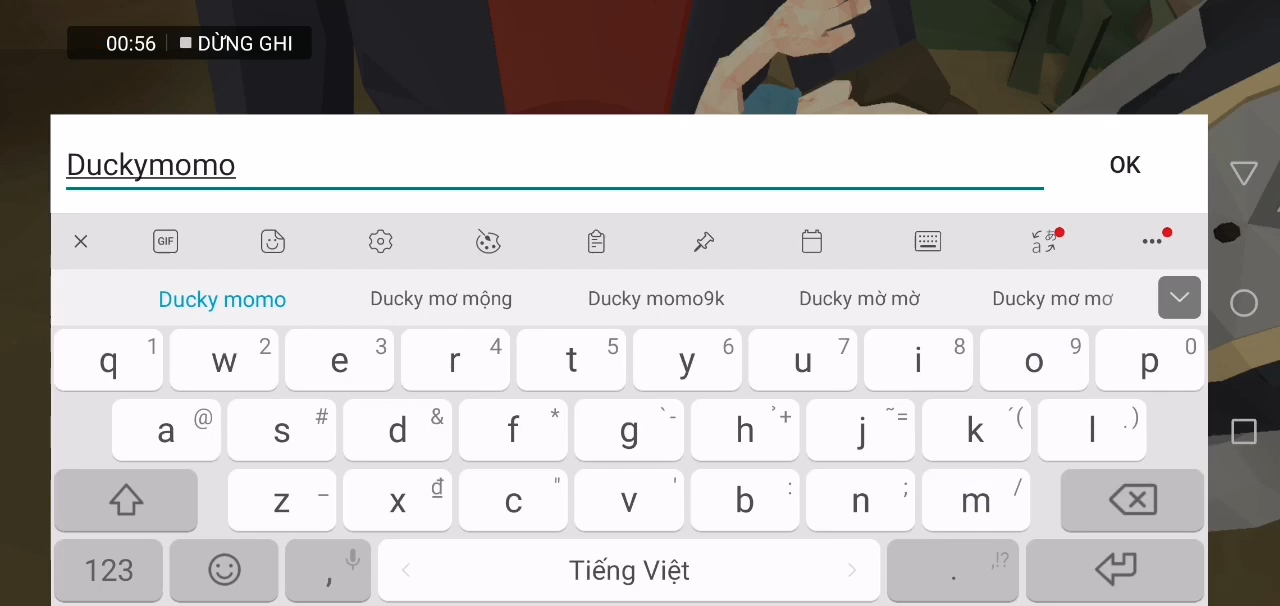 00:56 DỪNG GHI
Duckymomo OK
GIF
Ducky momo Ducky mơ mộng Ducky momo9k Ducky mờ mờ Ducky mơ mơ
q 1 w 2 e 3 r 4 t 5 y 6 u 7 i 8 o 9 p 0
a @ s # d & f * g `- h ̉+ j ˜= k ´( l .)
z – x ₫ c " v ' b : n ; m /
123 , Tiếng Việt . ,!?